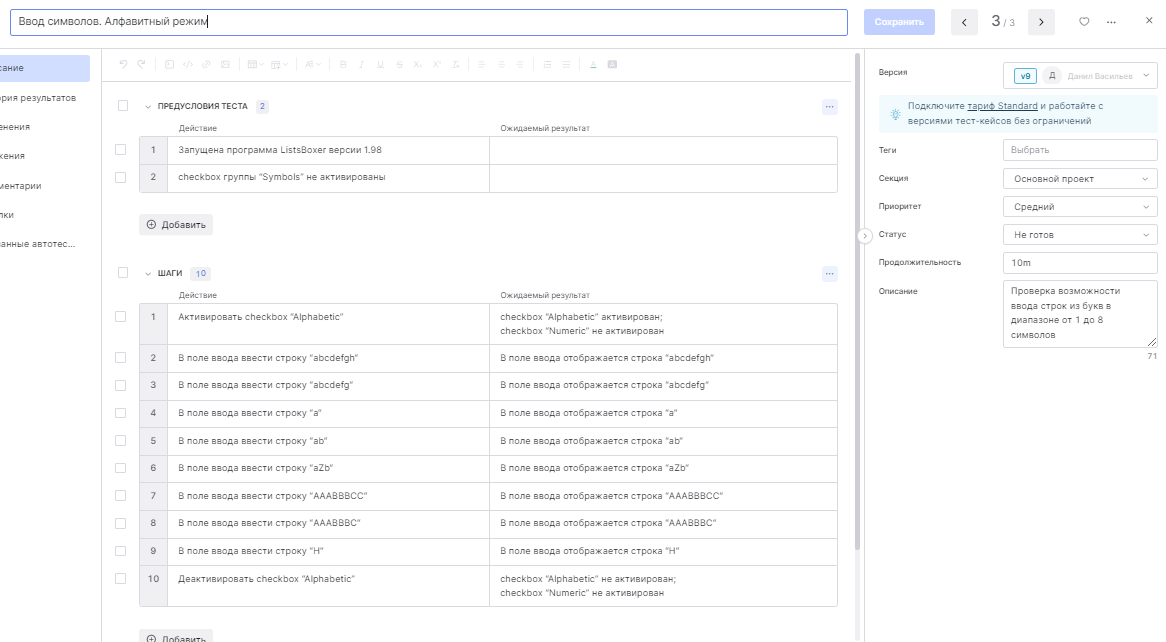 Ввод символов. Алфавитный режим
Сохранить
3 / 3
сание
рия результатов
енения
жения
ментарии
лки
анные автотес...
ПРЕДУСЛОВИЯ ТЕСТА 2
Действие Ожидаемый результат
1 Запущена программа ListsBoxer версии 1.98
2 checkbox группы "Symbols" не активированы
Добавить
ШАГИ 10
Действие Ожидаемый результат
1 Активировать checkbox "Alphabetic" checkbox "Alphabetic" активирован;
checkbox "Numeric" не активирован
2 В поле ввода ввести строку "abcdefgh" В поле ввода отображается строка "abcdefgh"
3 В поле ввода ввести строку "abcdefg" В поле ввода отображается строка "abcdefg"
4 В поле ввода ввести строку "a" В поле ввода отображается строка "a"
5 В поле ввода ввести строку "ab" В поле ввода отображается строка "ab"
6 В поле ввода ввести строку "aZb" В поле ввода отображается строка "aZb"
7 В поле ввода ввести строку "AAABBBCC" В поле ввода отображается строка "AAABBBCC"
8 В поле ввода ввести строку "AAABBBC" В поле ввода отображается строка "AAABBBC"
9 В поле ввода ввести строку "H" В поле ввода отображается строка "H"
10 Деактивировать checkbox "Alphabetic" checkbox "Alphabetic" не активирован;
checkbox "Numeric" не активирован
Добавить
Версия v9 Д Данил Васильев
Подключите тариф Standard и работайте с
версиями тест-кейсов без ограничений
Теги Выбрать
Секция Основной проект
Приоритет Средний
Статус Не готов
Продолжительность 10m
Описание Проверка возможности
ввода строк из букв в
диапазоне от 1 до 8
символов
71